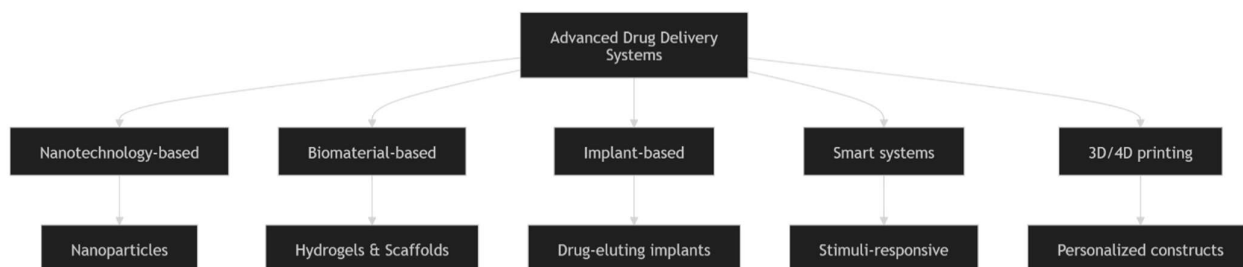 Advanced Drug Delivery
Systems
Nanotechnology-based
Biomaterial-based
Implant-based
Smart systems
3D/4D printing
Nanoparticles
Hydrogels & Scaffolds
Drug-eluting implants
Stimuli-responsive
Personalized constructs